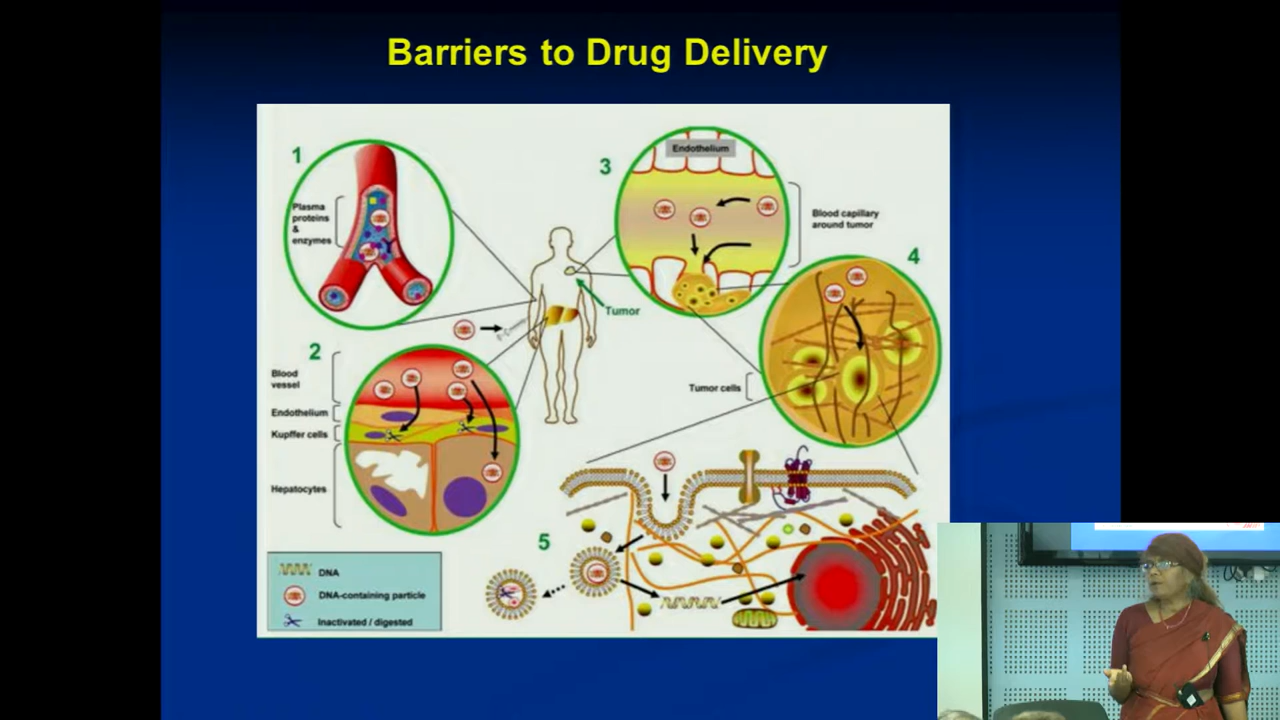 Barriers to Drug Delivery
1
Plasma
proteins
&
enzymes
2
Blood
vessel
Endothelium
Kupffer cells
Hepatocytes
3
Endothelium
Blood capillary
around tumor
Tumor
4
Tumor cells
5
DNA
DNA-containing particle
Inactivated / digested